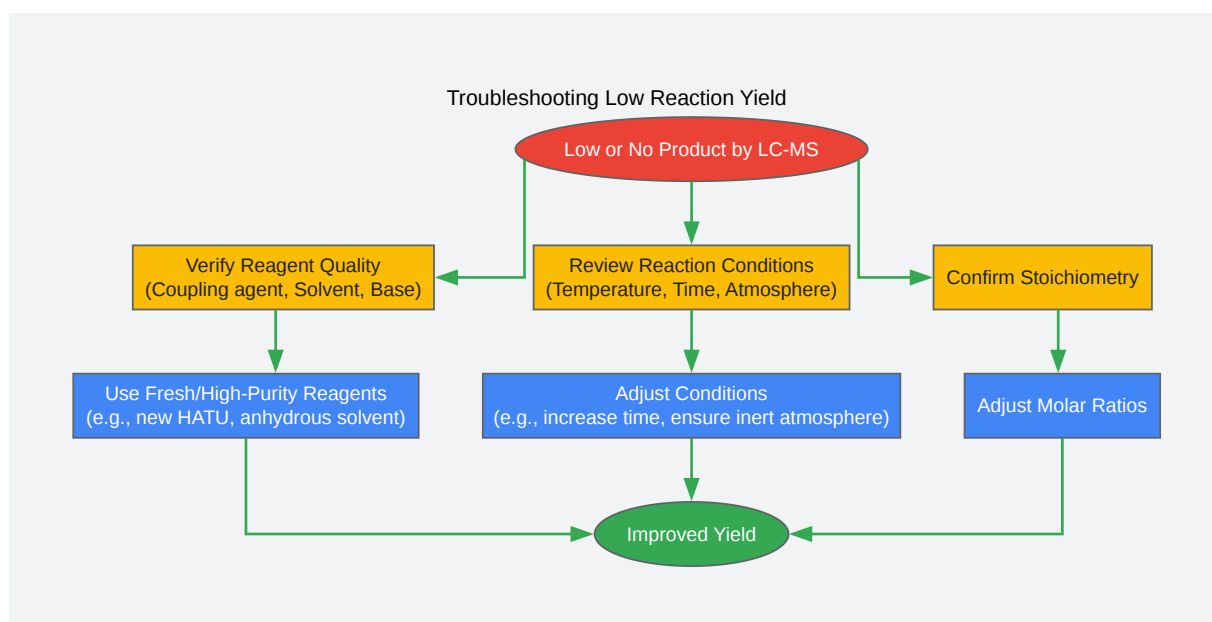 Troubleshooting Low Reaction Yield
Low or No Product by LC-MS
Verify Reagent Quality
(Coupling agent, Solvent, Base)
Review Reaction Conditions
(Temperature, Time, Atmosphere)
Confirm Stoichiometry
Use Fresh/High-Purity Reagents
(e.g., new HATU, anhydrous solvent)
Adjust Conditions
(e.g., increase time, ensure inert atmosphere)
Adjust Molar Ratios
Improved Yield